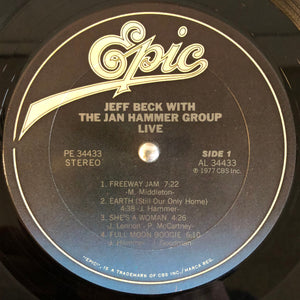 Epic
JEFF BECK WITH
THE JAN HAMMER GROUP
LIVE
PE 34433
STEREO
SIDE 1
AL 34433
℗ 1977 CBS Inc.
1. FREEWAY JAM 7:22
-M. Middleton-
2. EARTH (Still Our Only Home)
4:38 -J. Hammer-
3. SHE'S A WOMAN 4:26
J. Lennon - P. McCartney-
4. FULL MOON BOOGIE 6:10
J. Hammer - J. Goodman-
"EPIC", IS A TRADEMARK OF CBS INC./MARCA REG.